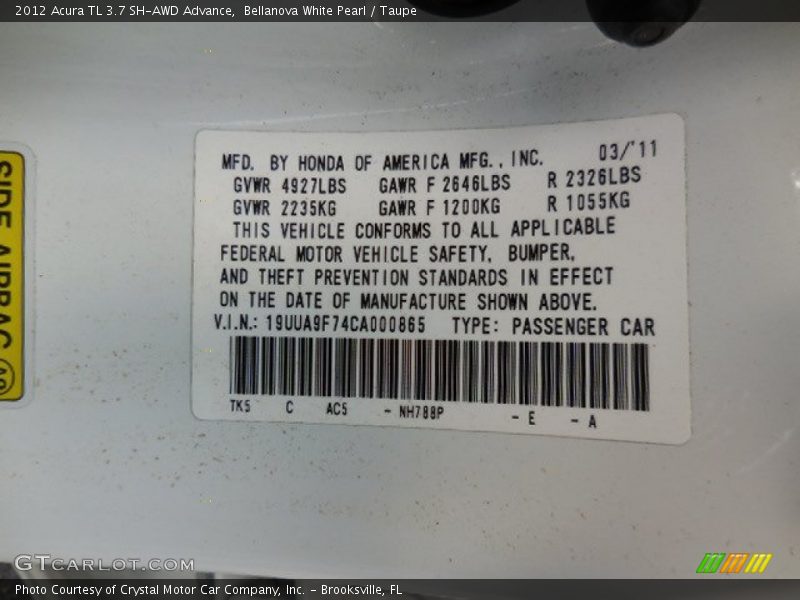 2012 Acura TL 3.7 SH-AWD Advance,  Bellanova White Pearl / Taupe
SIDE AIRBAG
MFD. BY HONDA OF AMERICA MFG., INC. 03/'11
GVWR 4927LBS GAWR F 2646LBS R 2326LBS
GVWR 2235KG GAWR F 1200KG R 1055KG
THIS VEHICLE CONFORMS TO ALL APPLICABLE
FEDERAL MOTOR VEHICLE SAFETY, BUMPER,
AND THEFT PREVENTION STANDARDS IN EFFECT
ON THE DATE OF MANUFACTURE SHOWN ABOVE.
V.I.N.: 19UUA9F74CA000865 TYPE: PASSENGER CAR
TK5 C AC5 - NH788P - E - A
GTCARLOT.COM
Photo Courtesy of Crystal Motor Car Company, Inc. – Brooksville, FL